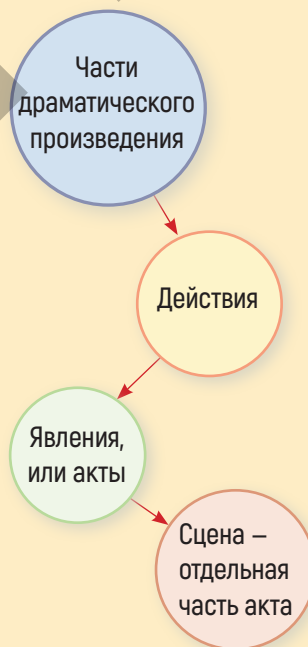 Части
драматического
произведения
Действия
Явления,
или акты
Сцена –
отдельная
часть акта